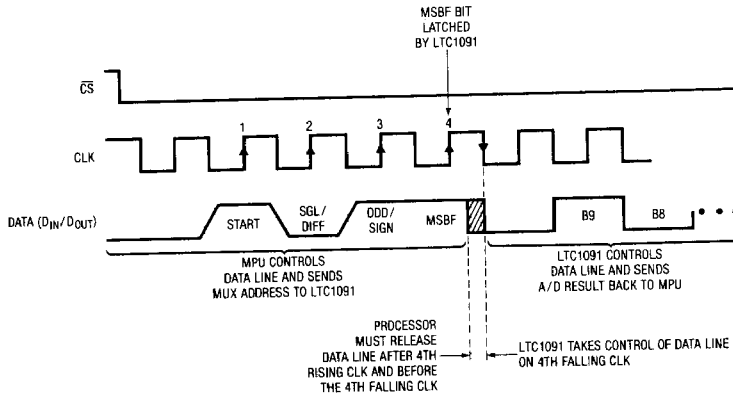 MSBF BIT
LATCHED
BY LTC1091
CS
1
2
3
4
CLK
DATA (DIN/DOUT)
START
SGL/
DIFF
ODD/
SIGN
MSBF
B9
B8
• • •
MPU CONTROLS
DATA LINE AND SENDS
MUX ADDRESS TO LTC1091
LTC1091 CONTROLS
DATA LINE AND SENDS
A/D RESULT BACK TO MPU
PROCESSOR
MUST RELEASE
DATA LINE AFTER 4TH
RISING CLK AND BEFORE
THE 4TH FALLING CLK
LTC1091 TAKES CONTROL OF DATA LINE
ON 4TH FALLING CLK